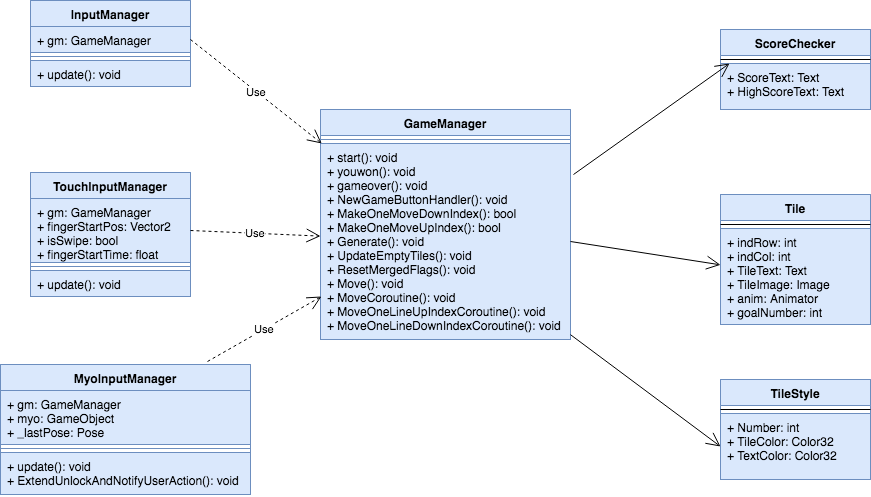 InputManager
+ gm: GameManager
+ update(): void
Use
TouchInputManager
+ gm: GameManager
+ fingerStartPos: Vector2
+ isSwipe: bool
+ fingerStartTime: float
+ update(): void
Use
MyoInputManager
+ gm: GameManager
+ myo: GameObject
+ _lastPose: Pose
+ update(): void
+ ExtendUnlockAndNotifyUserAction(): void
Use
GameManager
+ start(): void
+ youwon(): void
+ gameover(): void
+ NewGameButtonHandler(): void
+ MakeOneMoveDownIndex(): bool
+ MakeOneMoveUpIndex(): bool
+ Generate(): void
+ UpdateEmptyTiles(): void
+ ResetMergedFlags(): void
+ Move(): void
+ MoveCoroutine(): void
+ MoveOneLineUpIndexCoroutine(): void
+ MoveOneLineDownIndexCoroutine(): void
ScoreChecker
+ ScoreText: Text
+ HighScoreText: Text
Tile
+ indRow: int
+ indCol: int
+ TileText: Text
+ TileImage: Image
+ anim: Animator
+ goalNumber: int
TileStyle
+ Number: int
+ TileColor: Color32
+ TextColor: Color32